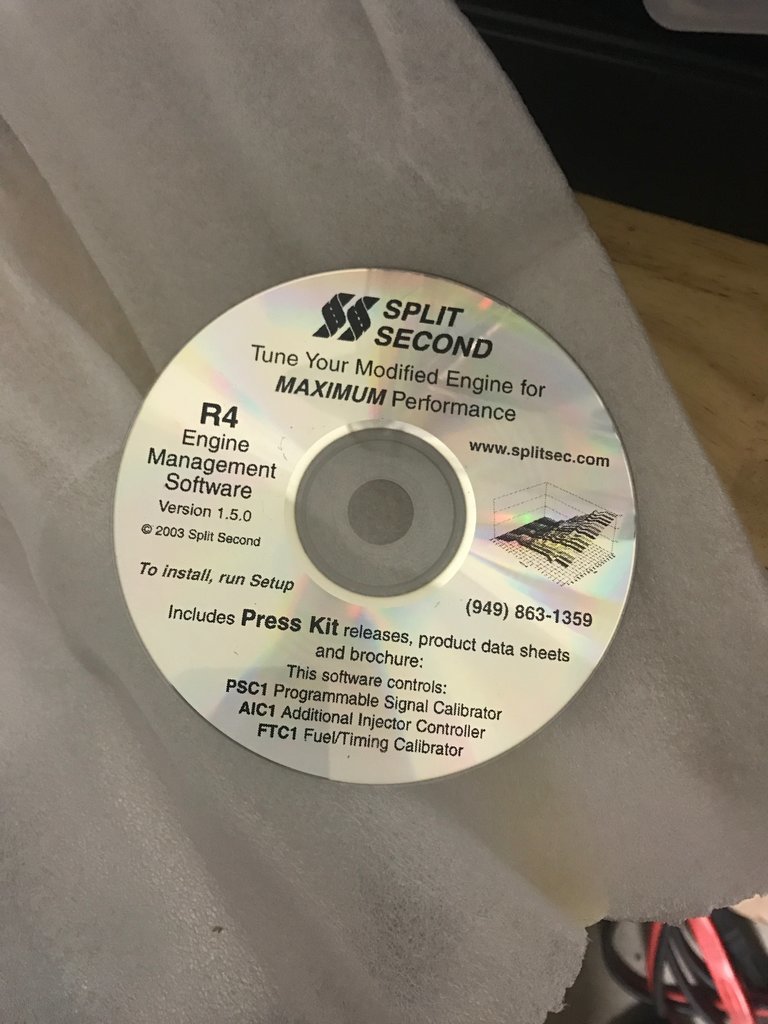 SPLIT
SECOND
Tune Your Modified Engine for
MAXIMUM Performance
R4
Engine
Management
Software
Version 1.5.0
© 2003 Split Second
www.splitsec.com
To install, run Setup
(949) 863-1359
Includes Press Kit releases, product data sheets
and brochure:
This software controls:
PSC1 Programmable Signal Calibrator
AIC1 Additional Injector Controller
FTC1 Fuel/Timing Calibrator